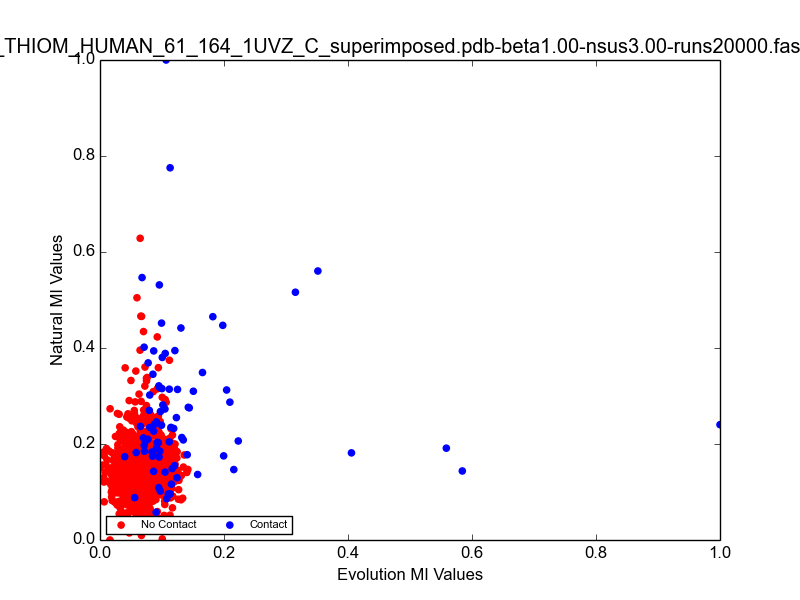 _THIOM_HUMAN_61_164_1UVZ_C_superimposed.pdb-beta1.00-nsus3.00-runs20000.fas
1.0
0.8
0.6
0.4
0.2
0.0
Natural MI Values
No Contact
Contact
0.0 0.2 0.4 0.6 0.8 1.0
Evolution MI Values